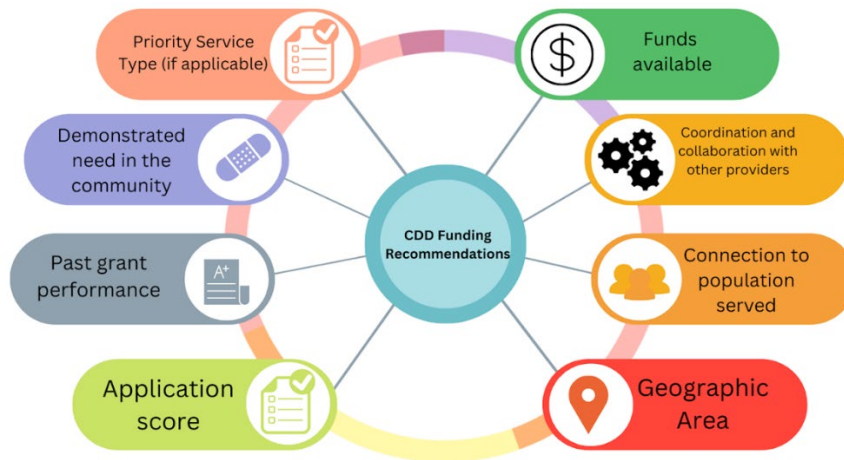 Priority Service
Type (if applicable)
Funds
available
Demonstrated
need in the
community
Coordination and
collaboration with
other providers
CDD Funding
Recommendations
Past grant
performance
A+
Connection to
population
served
Application
score
Geographic
Area
$